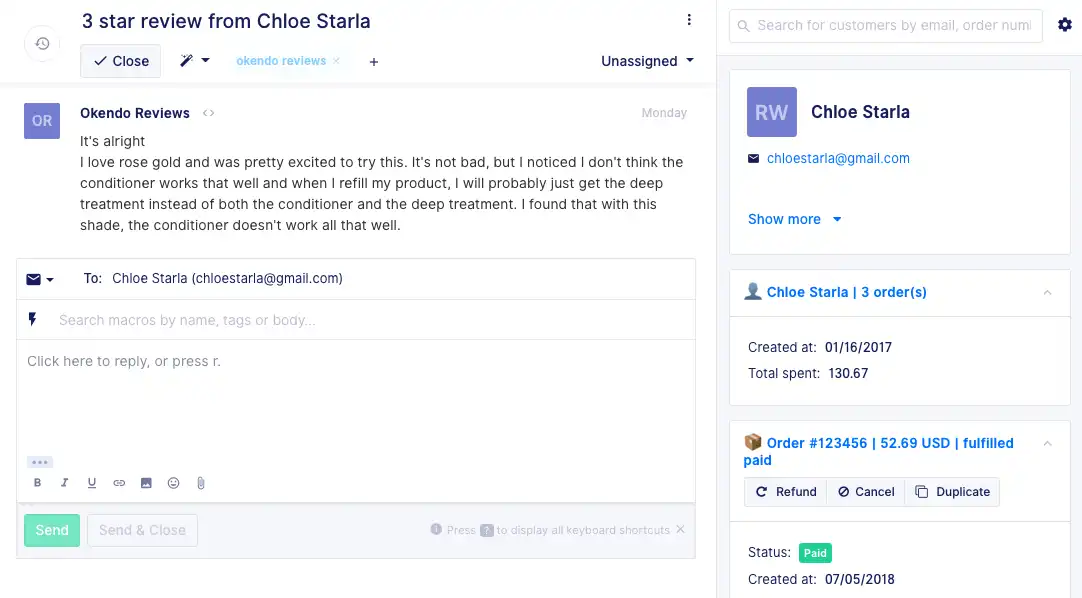 3 star review from Chloe Starla
Close
okendo reviews ×
+
Unassigned
OR
Okendo Reviews <>
Monday
It's alright
I love rose gold and was pretty excited to try this. It's not bad, but I noticed I don't think the
conditioner works that well and when I refill my product, I will probably just get the deep
treatment instead of both the conditioner and the deep treatment. I found that with this
shade, the conditioner doesn't work all that well.
To: Chloe Starla (chloestarla@gmail.com)
Search macros by name, tags or body...
Click here to reply, or press r.
B I U
Send
Send & Close
Press ? to display all keyboard shortcuts ×
Search for customers by email, order numl
RW
Chloe Starla
chloestarla@gmail.com
Show more
Chloe Starla | 3 order(s)
Created at: 01/16/2017
Total spent: 130.67
Order #123456 | 52.69 USD | fulfilled
paid
Refund
Cancel
Duplicate
Status: Paid
Created at: 07/05/2018